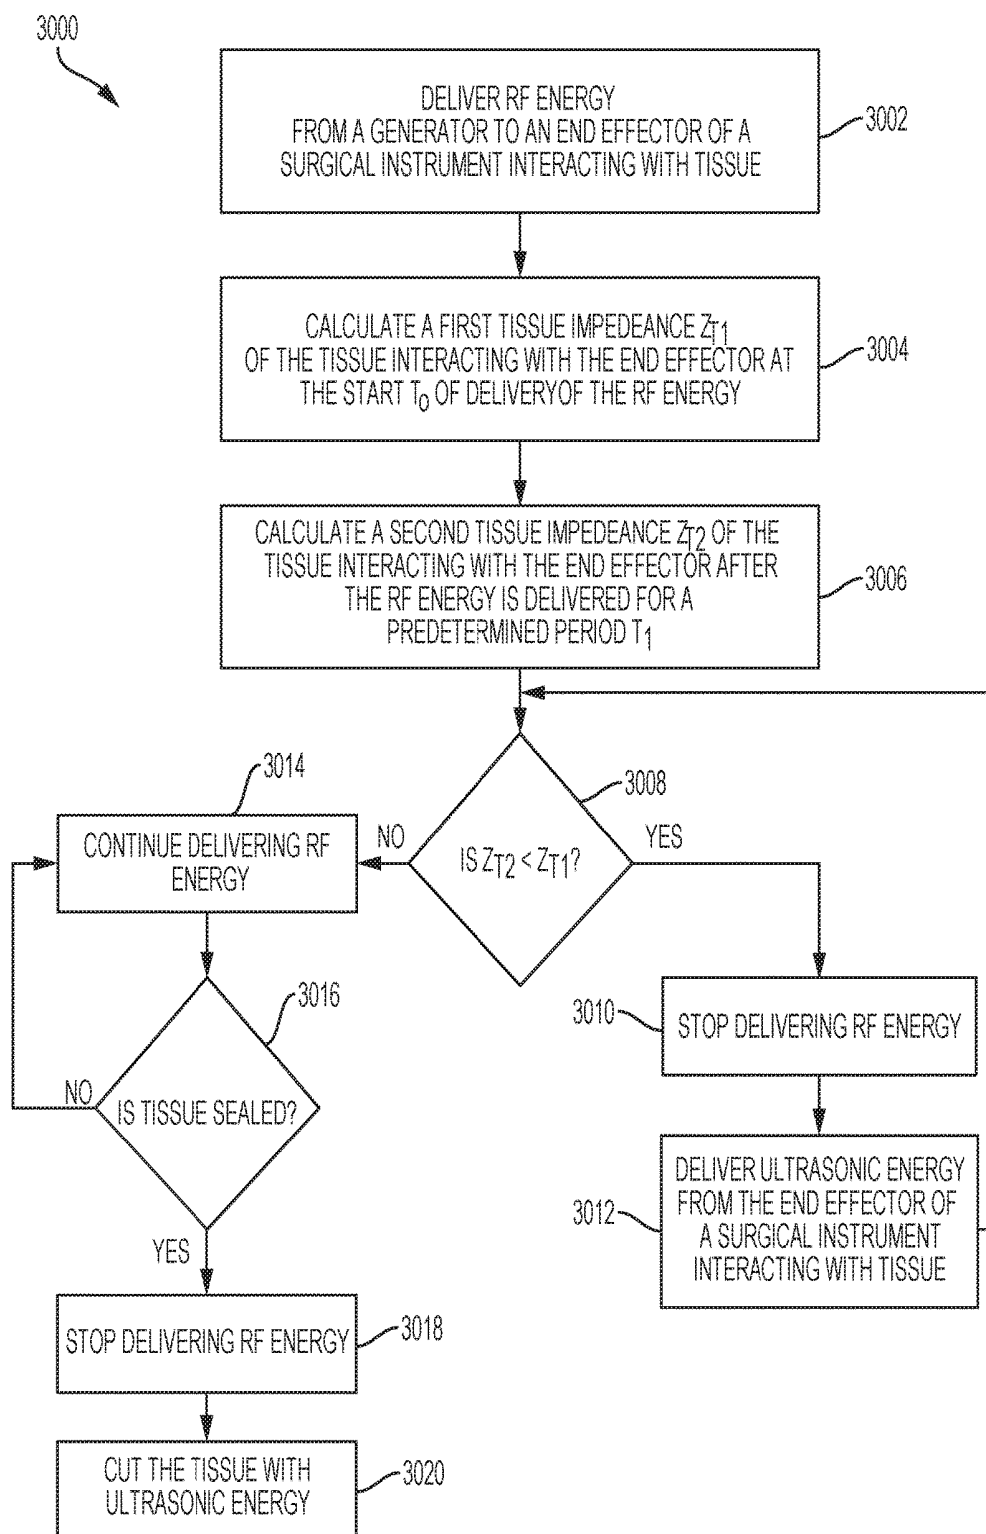 3000
DELIVER RF ENERGY
FROM A GENERATOR TO AN END EFFECTOR OF A
SURGICAL INSTRUMENT INTERACTING WITH TISSUE
3002
CALCULATE A FIRST TISSUE IMPEDEANCE ZT1
OF THE TISSUE INTERACTING WITH THE END EFFECTOR AT
THE START T0 OF DELIVERYOF THE RF ENERGY
3004
CALCULATE A SECOND TISSUE IMPEDEANCE ZT2 OF THE
TISSUE INTERACTING WITH THE END EFFECTOR AFTER
THE RF ENERGY IS DELIVERED FOR A
PREDETERMINED PERIOD T1
3006
IS ZT2 < ZT1?
3008
NO
YES
3014
CONTINUE DELIVERING RF
ENERGY
3016
IS TISSUE SEALED?
NO
YES
3010
STOP DELIVERING RF ENERGY
3012
DELIVER ULTRASONIC ENERGY
FROM THE END EFFECTOR OF
A SURGICAL INSTRUMENT
INTERACTING WITH TISSUE
STOP DELIVERING RF ENERGY
3018
CUT THE TISSUE WITH
ULTRASONIC ENERGY
3020